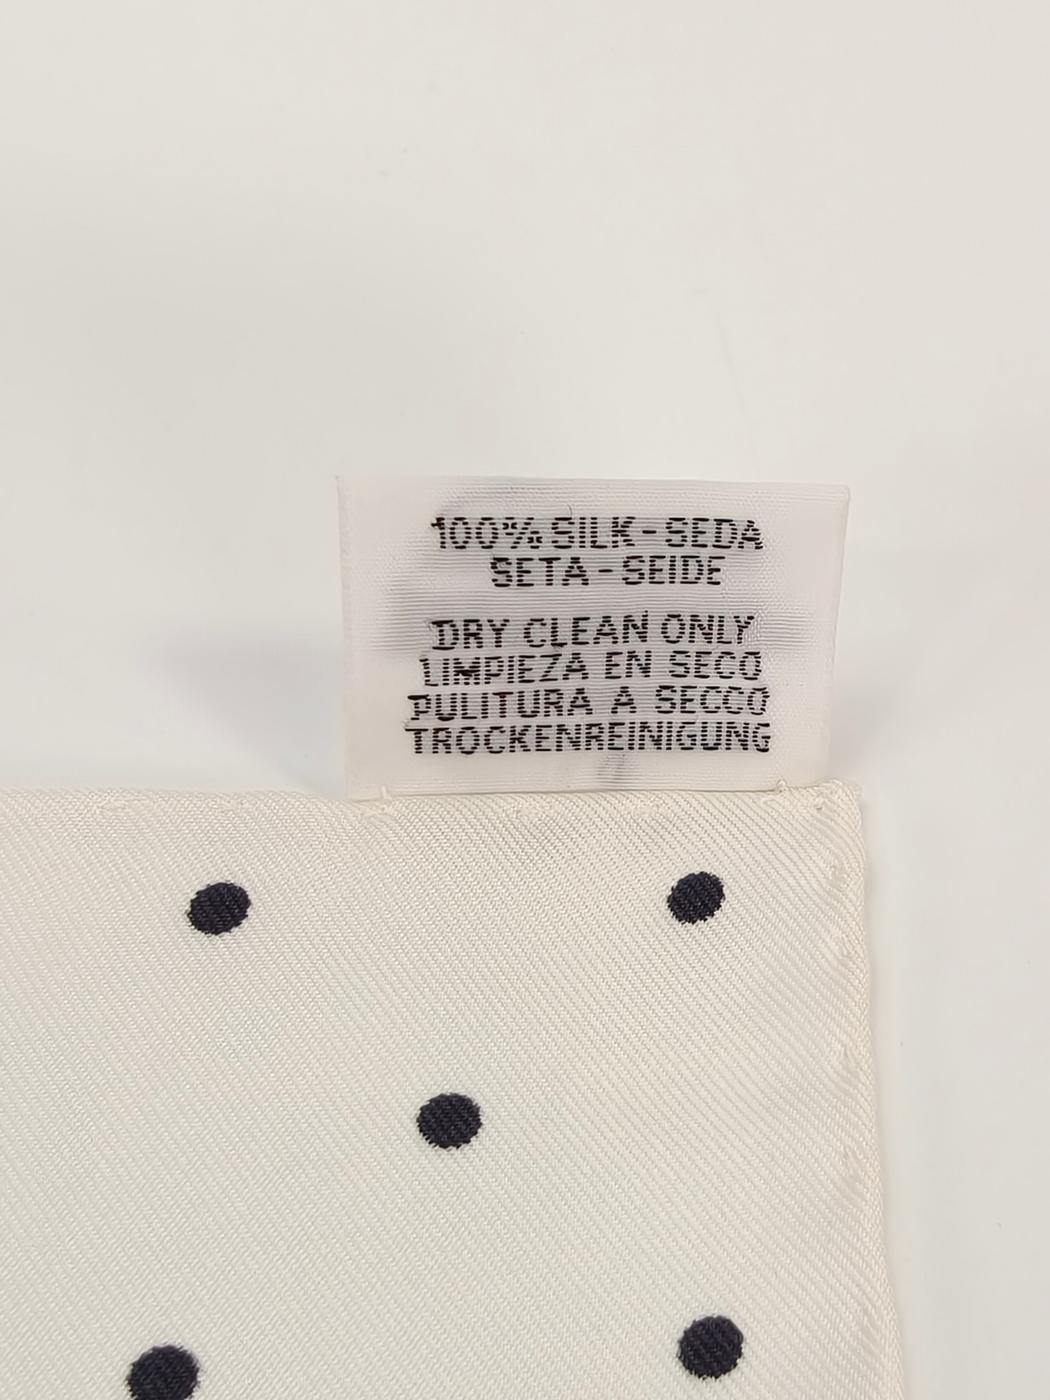 100% SILK - SEDA
SETA - SEIDE
DRY CLEAN ONLY
LIMPIEZA EN SECO
PULITURA A SECCO
TROCKENREINIGUNG